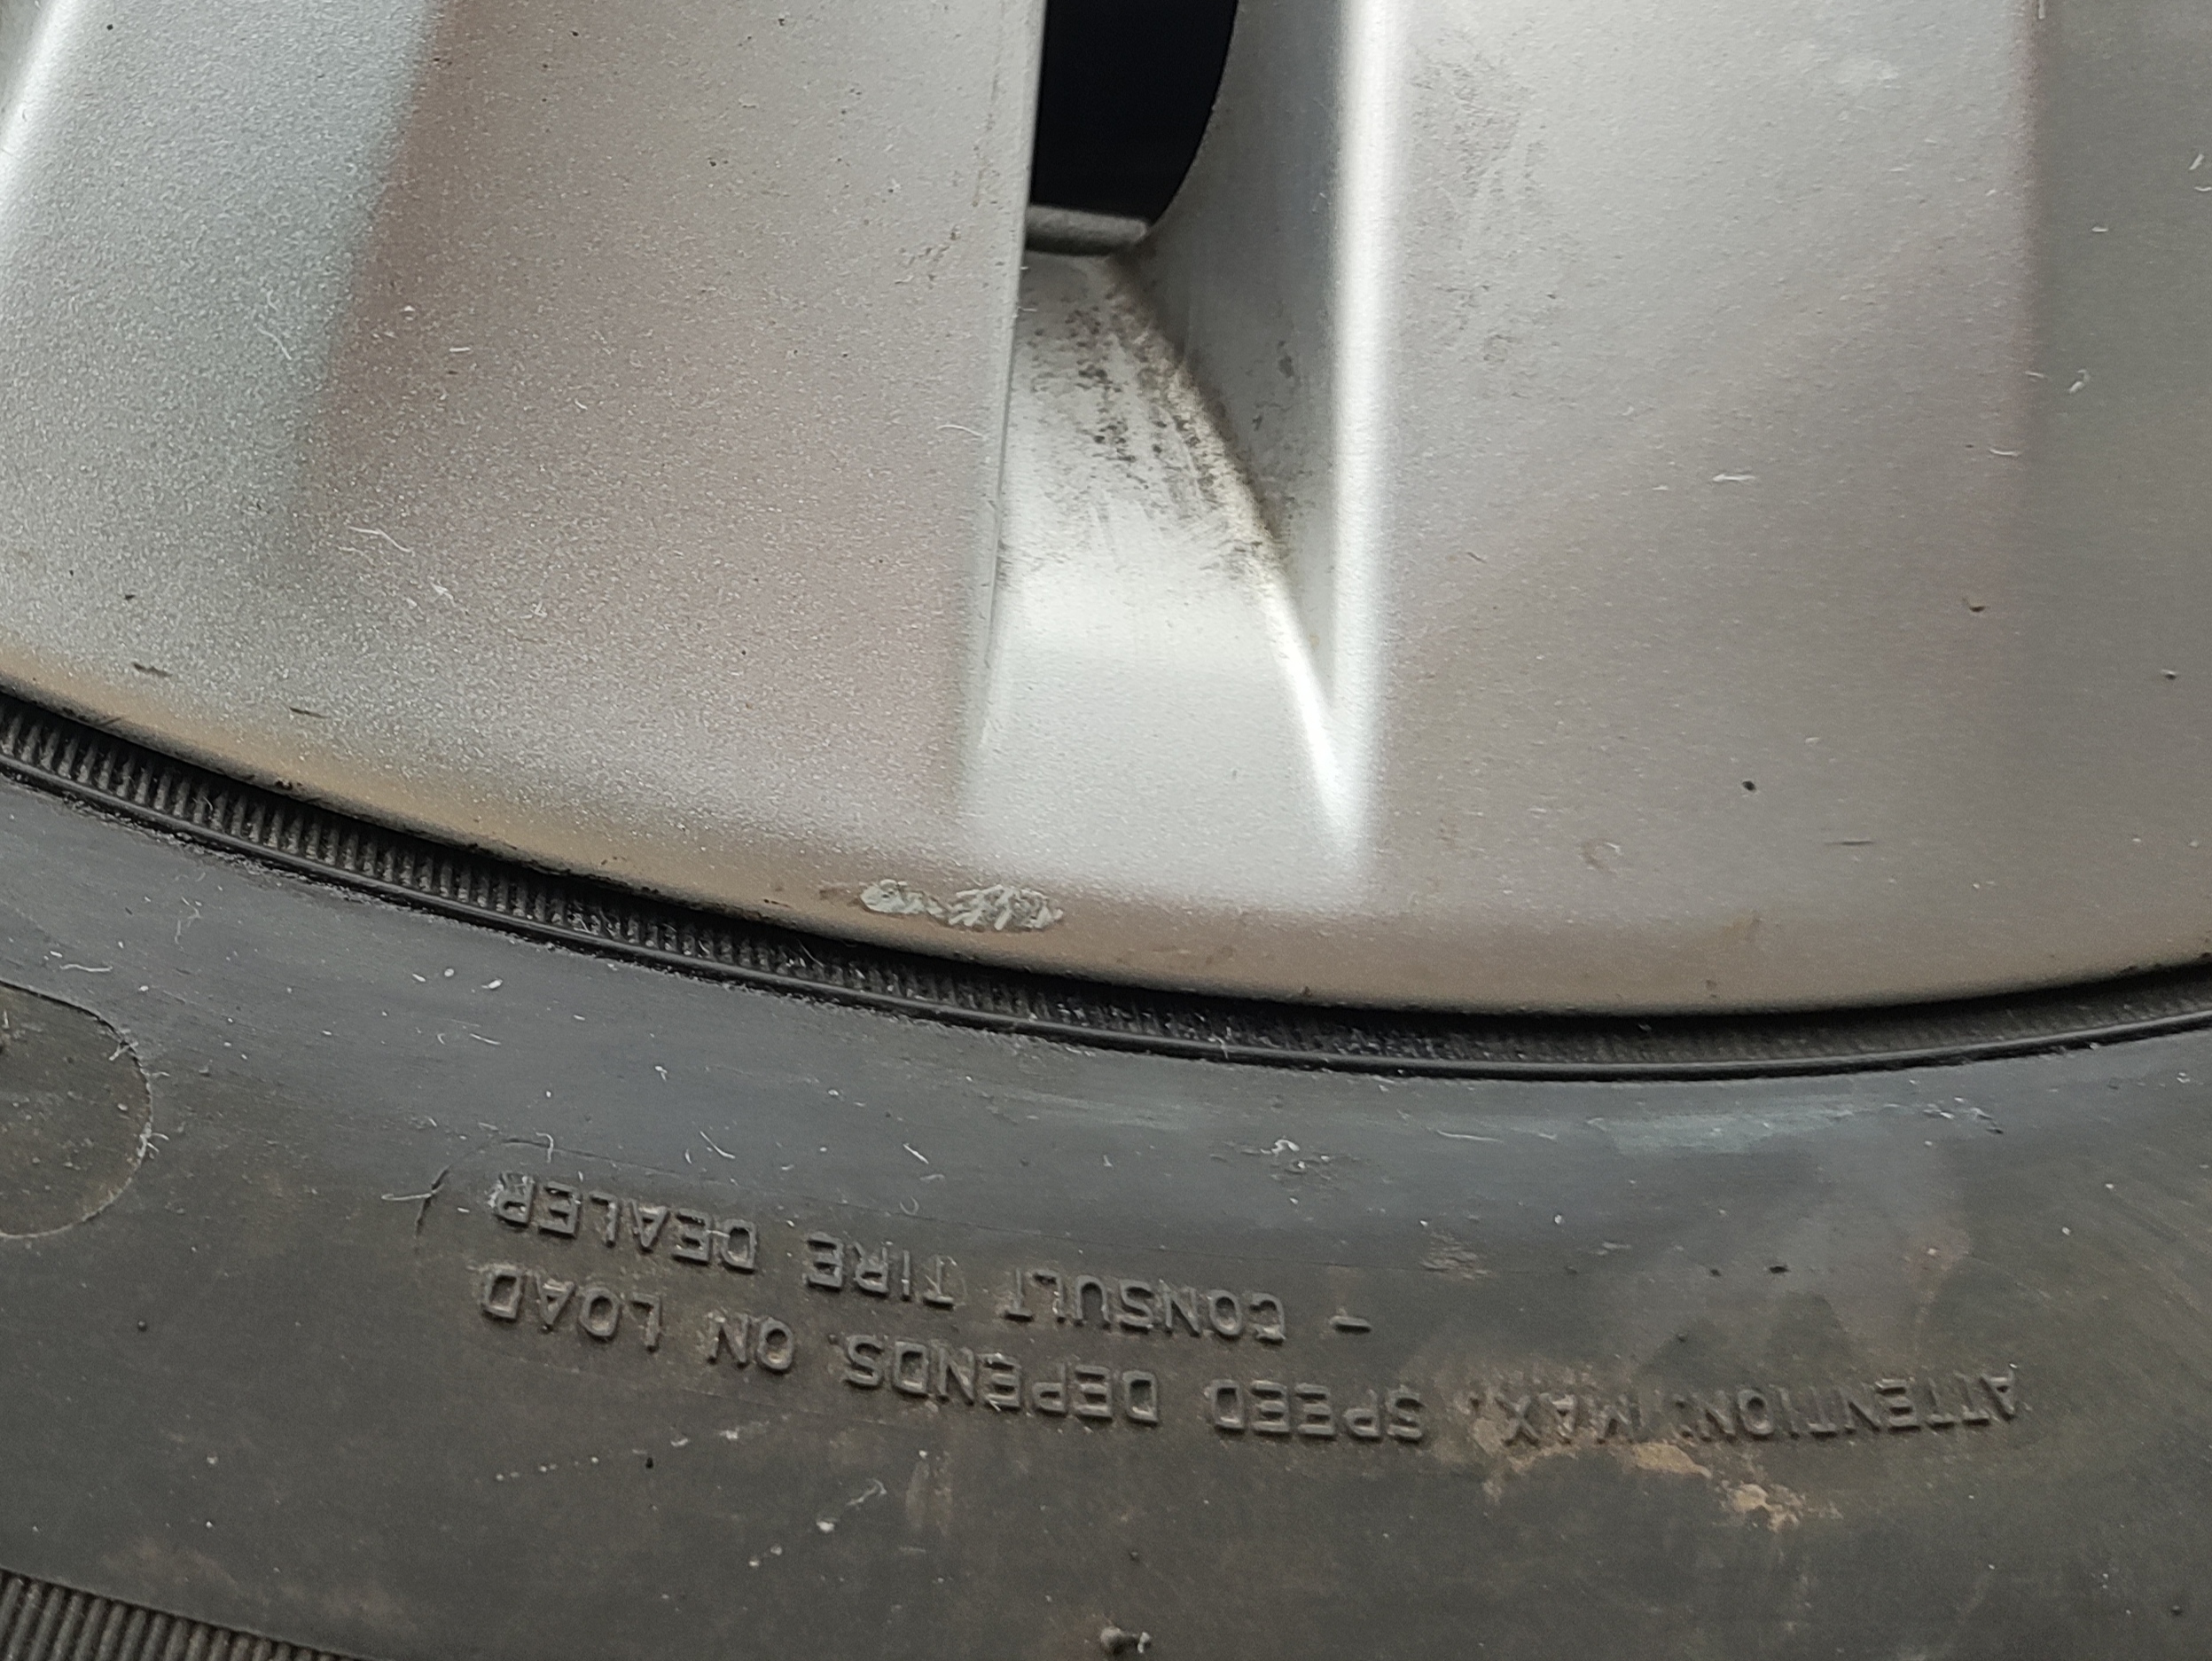 ATTENTION: MAX. SPEED DEPENDS ON LOAD
- CONSULT TIRE DEALER